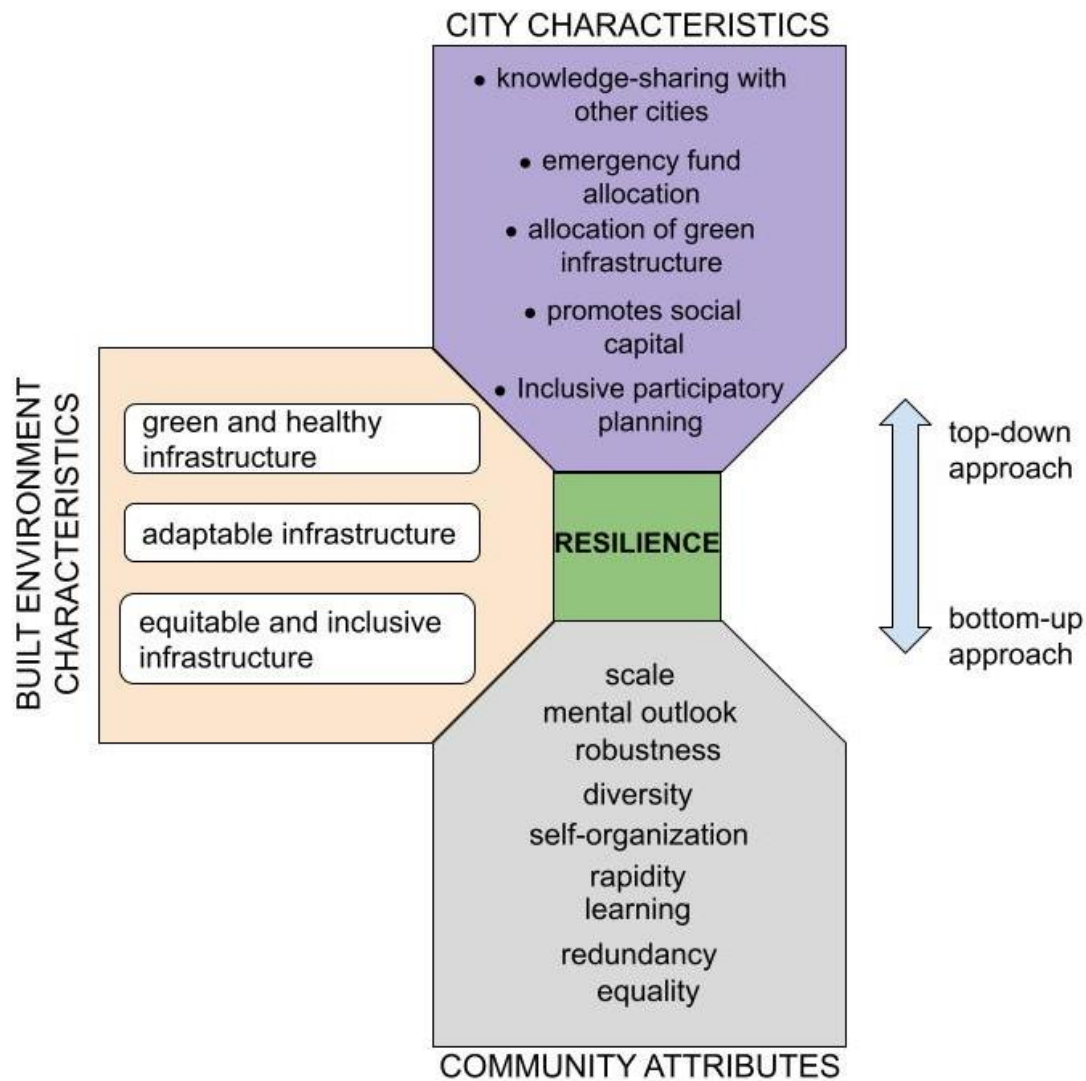 CITY CHARACTERISTICS
• knowledge-sharing with
other cities
• emergency fund
allocation
• allocation of green
infrastructure
• promotes social
capital
• Inclusive participatory
planning
BUILT ENVIRONMENT
CHARACTERISTICS
green and healthy
infrastructure
adaptable infrastructure
equitable and inclusive
infrastructure
RESILIENCE
top-down
approach
bottom-up
approach
scale
mental outlook
robustness
diversity
self-organization
rapidity
learning
redundancy
equality
COMMUNITY ATTRIBUTES